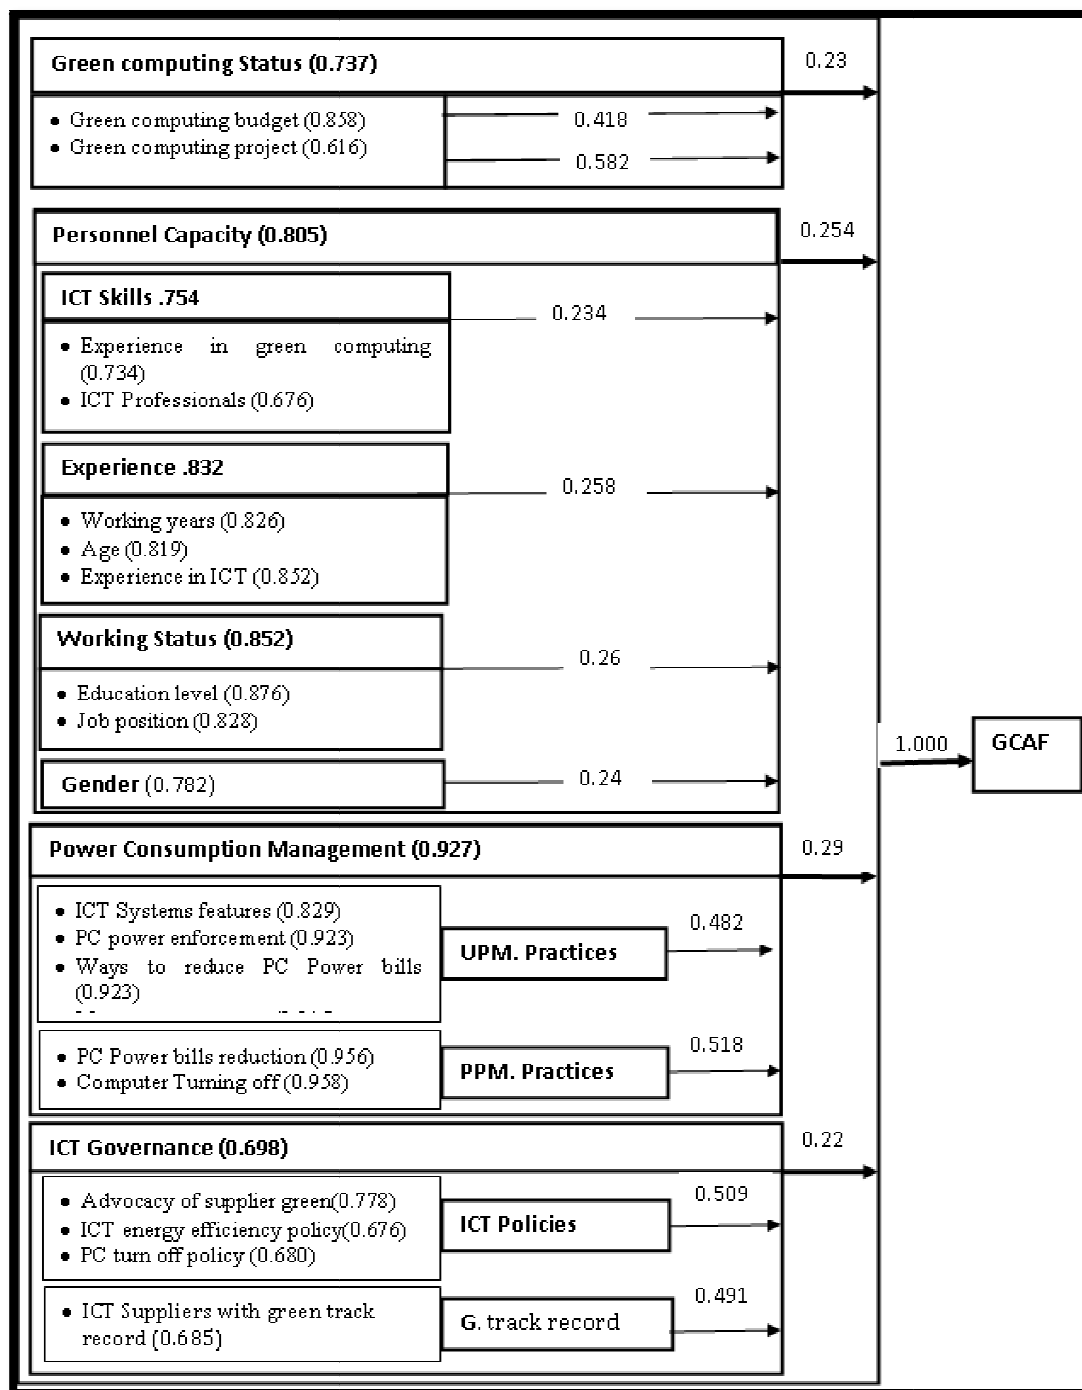 Green computing Status (0.737)
0.23
• Green computing budget (0.858)
0.418
• Green computing project (0.616)
0.582
Personnel Capacity (0.805)
0.254
ICT Skills .754
0.234
• Experience in green computing
(0.734)
• ICT Professionals (0.676)
Experience .832
0.258
• Working years (0.826)
• Age (0.819)
• Experience in ICT (0.852)
Working Status (0.852)
0.26
• Education level (0.876)
• Job position (0.828)
Gender (0.782)
0.24
1.000
GCAF
Power Consumption Management (0.927)
0.29
• ICT Systems features (0.829)
• PC power enforcement (0.923)
• Ways to reduce PC Power bills
(0.923)
UPM. Practices
0.482
• PC Power bills reduction (0.956)
• Computer Turning off (0.958)
PPM. Practices
0.518
ICT Governance (0.698)
0.22
• Advocacy of supplier green(0.778)
• ICT energy efficiency policy(0.676)
• PC turn off policy (0.680)
ICT Policies
0.509
• ICT Suppliers with green track
record (0.685)
G. track record
0.491